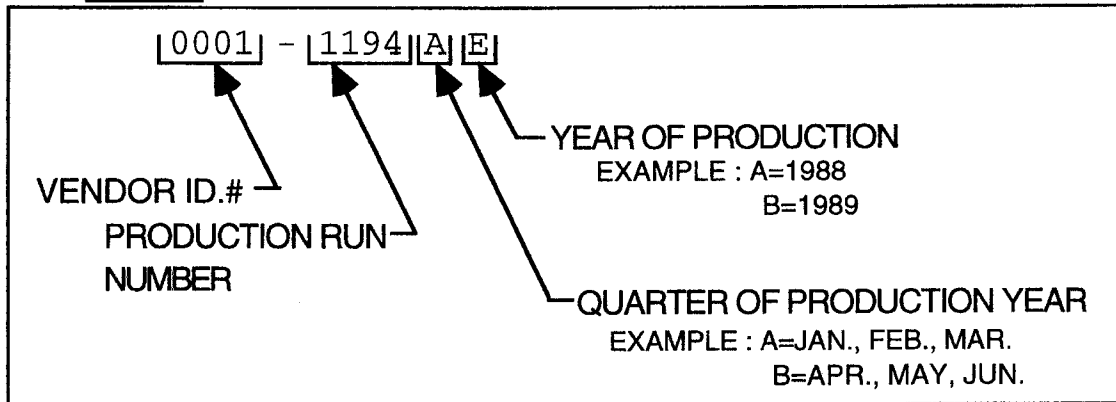 0001 - 1194 A E
YEAR OF PRODUCTION
EXAMPLE : A=1988
B=1989
VENDOR ID.#
PRODUCTION RUN
NUMBER
QUARTER OF PRODUCTION YEAR
EXAMPLE : A=JAN., FEB., MAR.
B=APR., MAY, JUN.